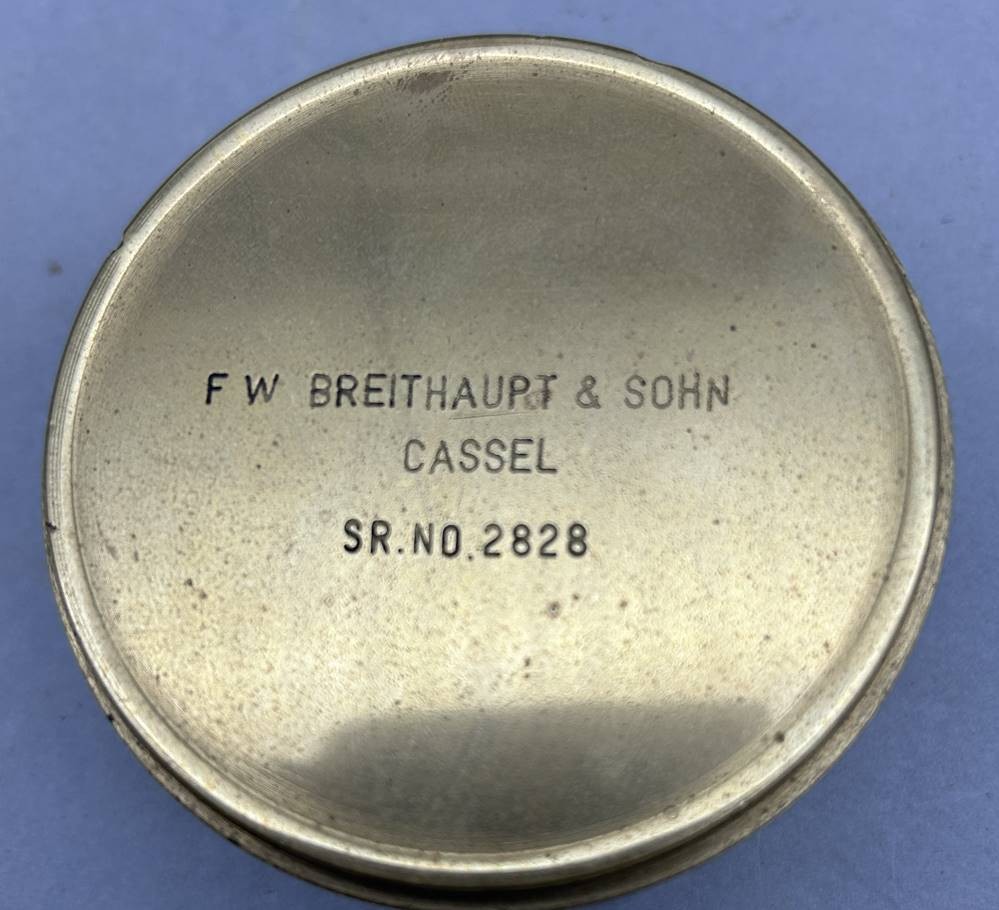 F W BREITHAUPT & SOHN
CASSEL
SR.NO.2828